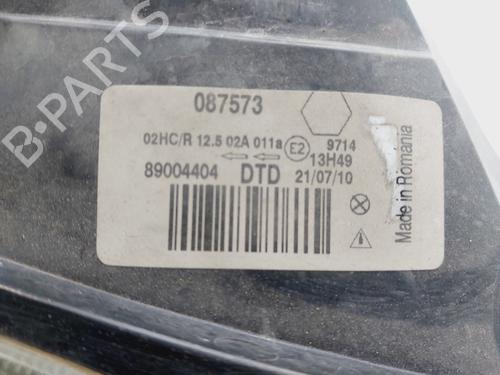 B-PARTS
087573
02HC/R 12.5 02A 011a E2 9714
13H49
89004404 DTD 21/07/10
Made in Romania